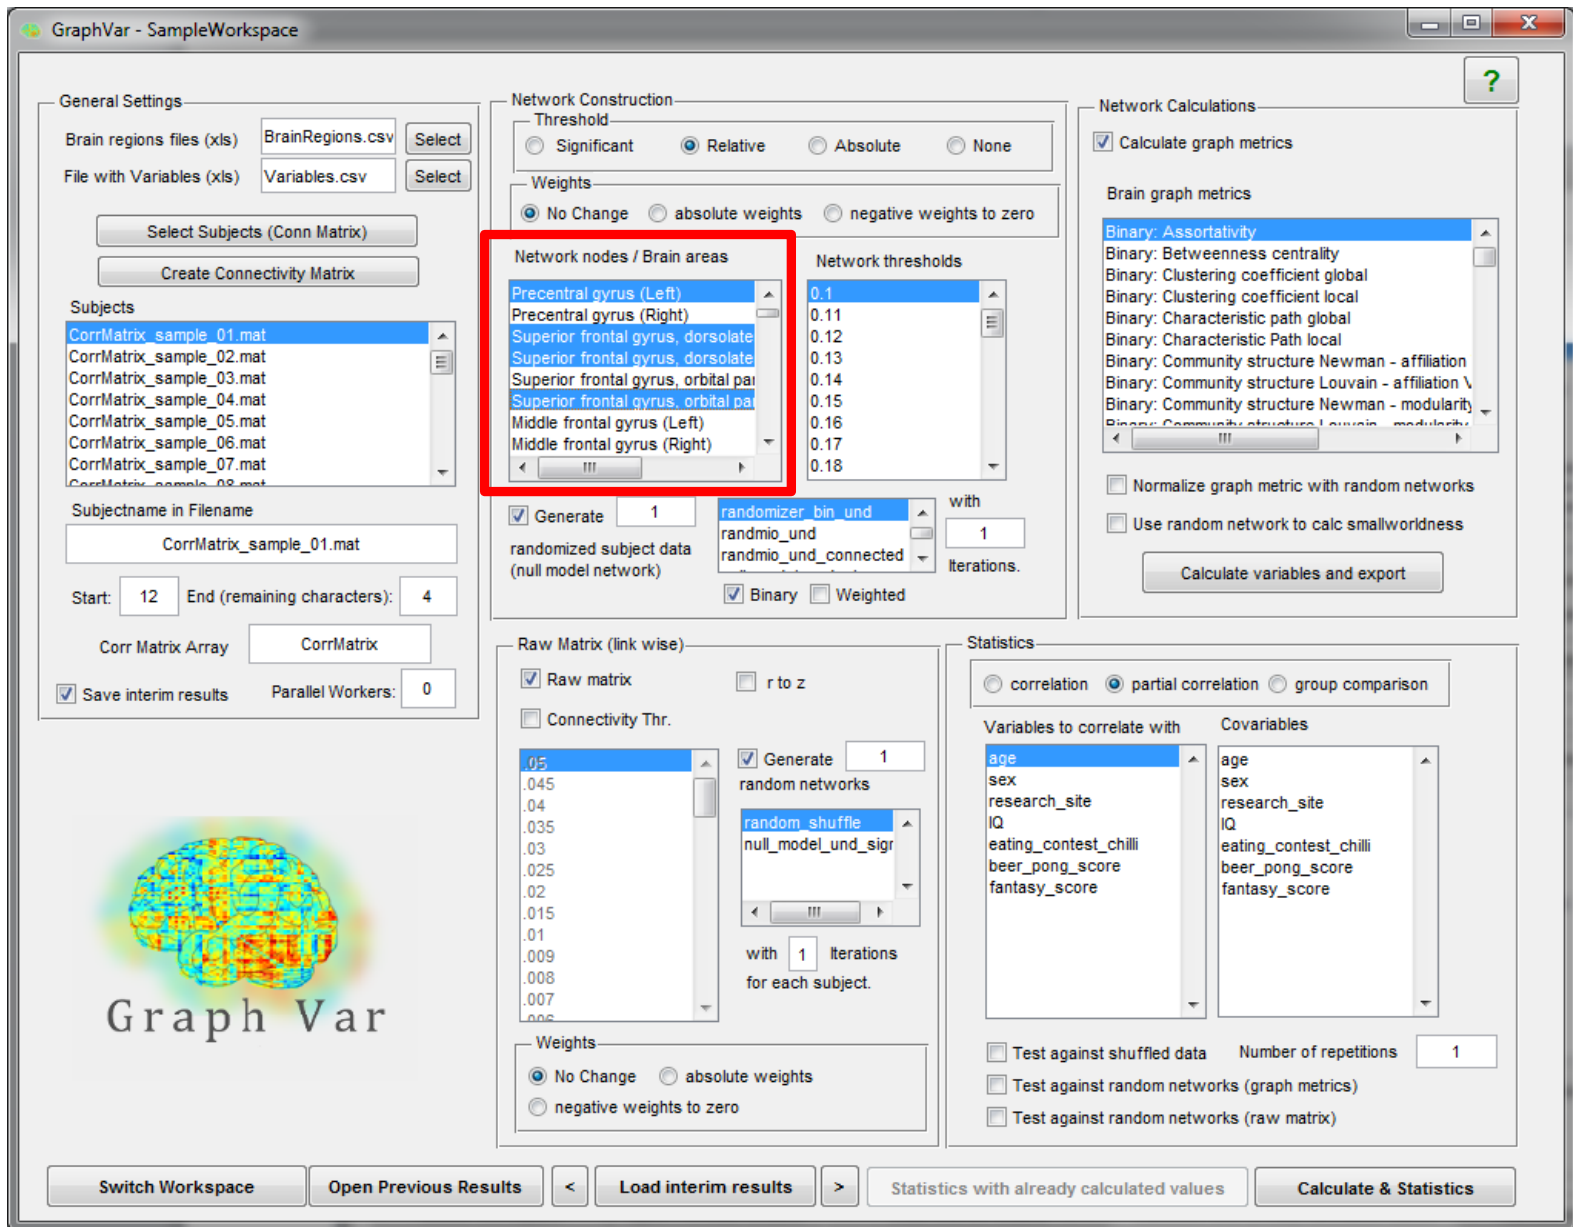 GraphVar - SampleWorkspace
?
General Settings
Brain regions files (xls) BrainRegions.csv Select
File with Variables (xls) Variables.csv Select
Select Subjects (Conn Matrix)
Create Connectivity Matrix
Subjects
CorrMatrix_sample_01.mat
CorrMatrix_sample_02.mat
CorrMatrix_sample_03.mat
CorrMatrix_sample_04.mat
CorrMatrix_sample_05.mat
CorrMatrix_sample_06.mat
CorrMatrix_sample_07.mat
CorrMatrix_sample_08.mat
Subjectname in Filename
CorrMatrix_sample_01.mat
Start: 12 End (remaining characters): 4
Corr Matrix Array CorrMatrix
Save interim results Parallel Workers: 0
Graph Var
Network Construction
Threshold
Significant Relative Absolute None
Weights
No Change absolute weights negative weights to zero
Network nodes / Brain areas
Precentral gyrus (Left)
Precentral gyrus (Right)
Superior frontal gyrus, dorsolate
Superior frontal gyrus, dorsolate
Superior frontal gyrus, orbital par
Superior frontal gyrus, orbital par
Middle frontal gyrus (Left)
Middle frontal gyrus (Right)
Network thresholds
0.1
0.11
0.12
0.13
0.14
0.15
0.16
0.17
0.18
Generate 1
randomized subject data
(null model network)
randomizer_bin_und
randmio_und
randmio_und_connected
with
1
Iterations.
Binary Weighted
Network Calculations
Calculate graph metrics
Brain graph metrics
Binary: Assortativity
Binary: Betweenness centrality
Binary: Clustering coefficient global
Binary: Clustering coefficient local
Binary: Characteristic path global
Binary: Characteristic Path local
Binary: Community structure Newman - affiliation
Binary: Community structure Louvain - affiliation V
Binary: Community structure Newman - modularity
Binary: Community structure Louvain - modularity
Normalize graph metric with random networks
Use random network to calc smallworldness
Calculate variables and export
Raw Matrix (link wise)
Raw matrix r to z
Connectivity Thr.
.05
.045
.04
.035
.03
.025
.02
.015
.01
.009
.008
.007
.006
Generate 1
random networks
random_shuffle
null_model_und_sigr
with 1 Iterations
for each subject.
Weights
No Change absolute weights
negative weights to zero
Statistics
correlation partial correlation group comparison
Variables to correlate with
age
sex
research_site
IQ
eating_contest_chilli
beer_pong_score
fantasy_score
Covariables
age
sex
research_site
IQ
eating_contest_chilli
beer_pong_score
fantasy_score
Test against shuffled data Number of repetitions 1
Test against random networks (graph metrics)
Test against random networks (raw matrix)
Switch Workspace Open Previous Results < Load interim results > Statistics with already calculated values Calculate & Statistics